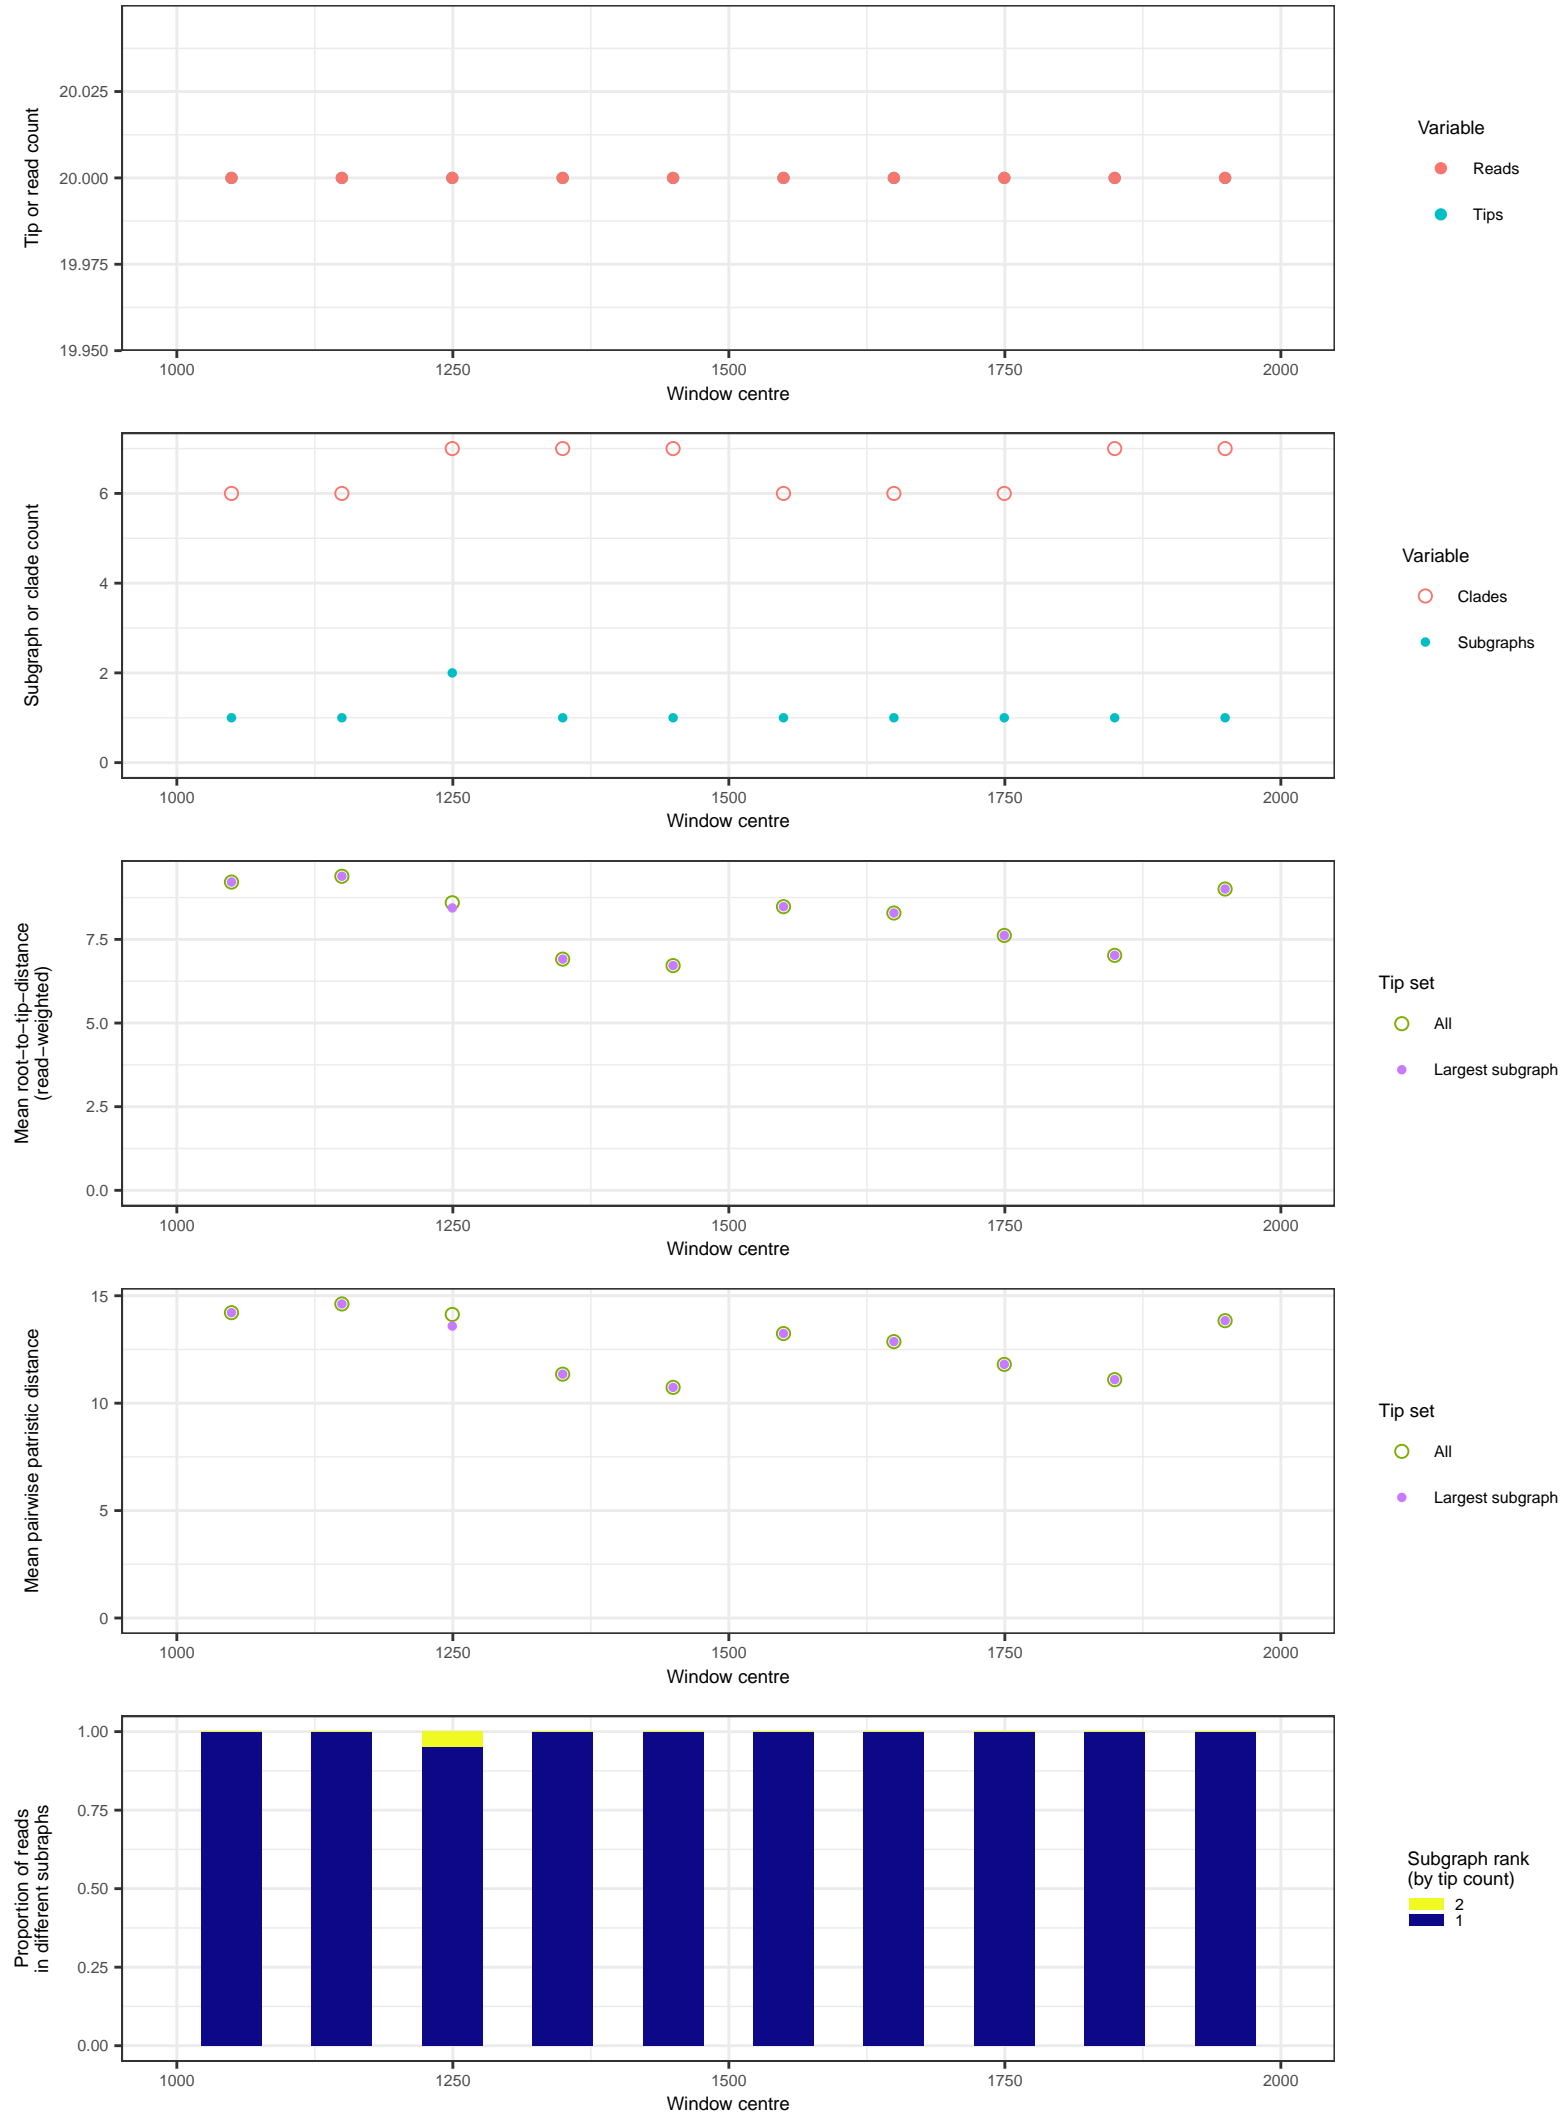 Tip or read count
20.025
20.000
19.975
19.950
1000 1250 1500 1750 2000
Window centre
Variable
Reads
Tips
Subgraph or clade count
6
4
2
0
1000 1250 1500 1750 2000
Window centre
Variable
Clades
Subgraphs
Mean root−to−tip−distance
(read−weighted)
7.5
5.0
2.5
0.0
1000 1250 1500 1750 2000
Window centre
Tip set
All
Largest subgraph
Mean pairwise patristic distance
15
10
5
0
1000 1250 1500 1750 2000
Window centre
Tip set
All
Largest subgraph
Proportion of reads
in different subraphs
1.00
0.75
0.50
0.25
0.00
1000 1250 1500 1750 2000
Window centre
Subgraph rank
(by tip count)
2
1